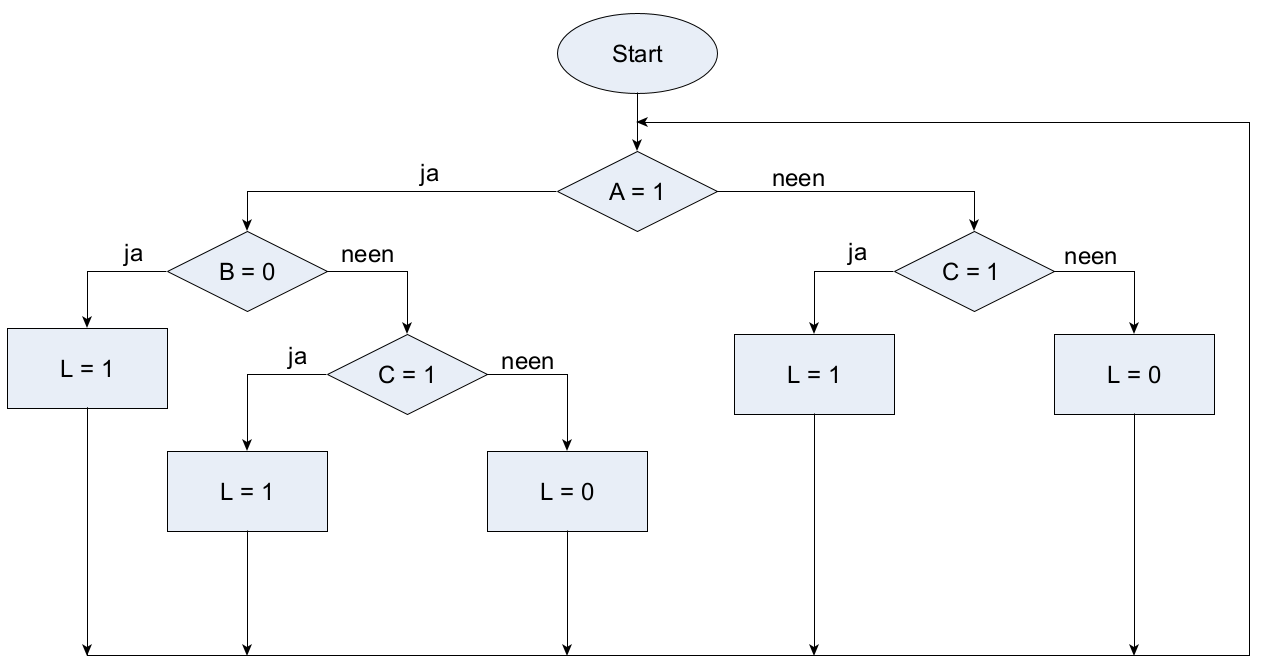 Start
A = 1
ja
neen
B = 0
ja
neen
C = 1
ja
neen
L = 1
C = 1
ja
neen
L = 1
L = 0
L = 1
L = 0